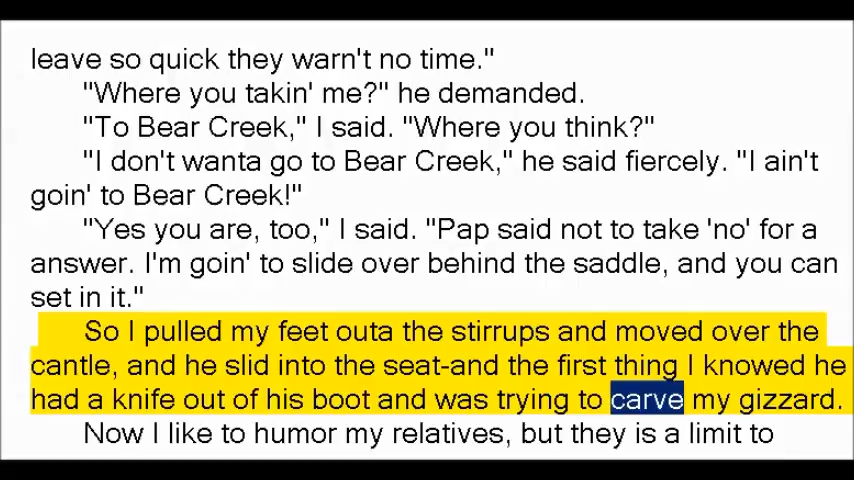 leave so quick they warn't no time."
"Where you takin' me?" he demanded.
"To Bear Creek," I said. "Where you think?"
"I don't wanta go to Bear Creek," he said fiercely. "I ain't
goin' to Bear Creek!"
"Yes you are, too," I said. "Pap said not to take 'no' for a
answer. I'm goin' to slide over behind the saddle, and you can
set in it."
So I pulled my feet outa the stirrups and moved over the
cantle, and he slid into the seat-and the first thing I knowed he
had a knife out of his boot and was trying to carve my gizzard.
Now I like to humor my relatives, but they is a limit to